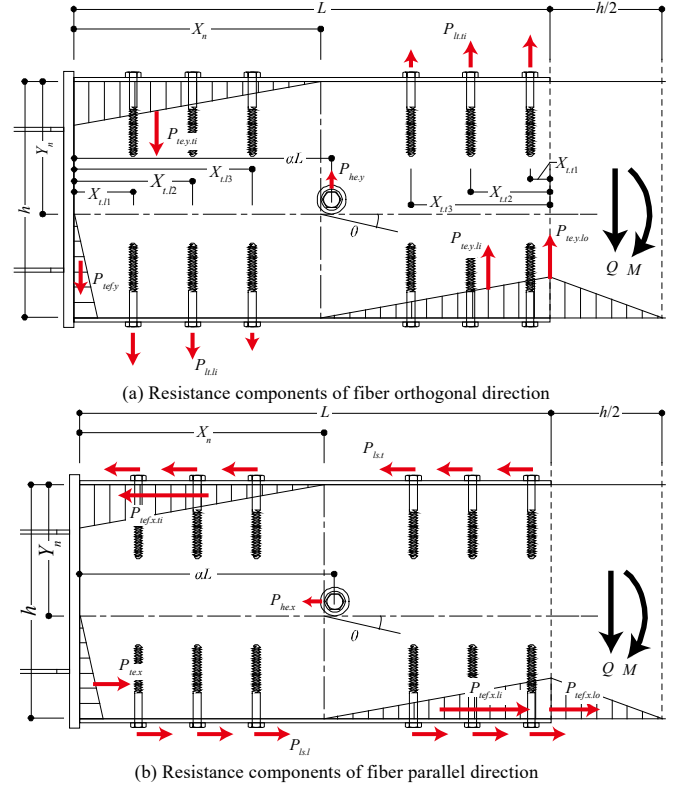 L
h/2
X_n
P_lt.ti
P_te.y.ti
Y_n
αL
P_he.y
X_t.l3
X_t.l2
X_t.l1
X_t.t1
X_t.t2
X_t.t3
h
θ
P_te.y.li
P_te.y.lo
P_tef.y
Q M
P_lt.li
(a) Resistance components of fiber orthogonal direction
L
h/2
X_n
P_ls.t
P_tef.x.ti
Y_n
αL
h
P_he.x
θ
Q M
P_te.x
P_tef.x.li
P_tef.x.lo
P_ls.l
(b) Resistance components of fiber parallel direction